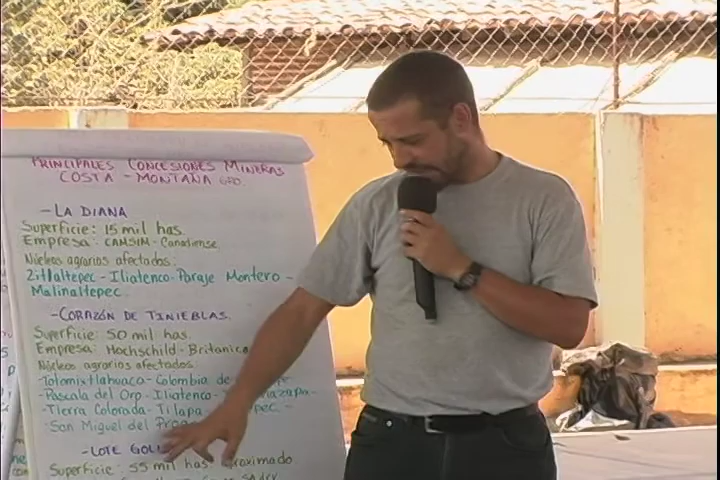 PRINCIPALES CONCESIONES MINERAS
COSTA - MONTAÑA GRO.
- LA DIANA
Superficie: 15 mil has.
Empresa: CAMSIM - Canadiense
Núcleos agrarios afectados:
Zitlaltepec - Iliatenco - Paraje Montero -
Malinaltepec.
- CORAZÓN DE TINIEBLAS.
Superficie: 50 mil has.
Empresa: Hochschild - Britanica
Núcleos agrarios afectados:
Totomixtlahuaca - Colombia de
Pascala del Oro - Iliatenco
Tierra Colorada - Tilapa
San Miguel del
- LOTE
Superficie: 55 mil has. aproximado